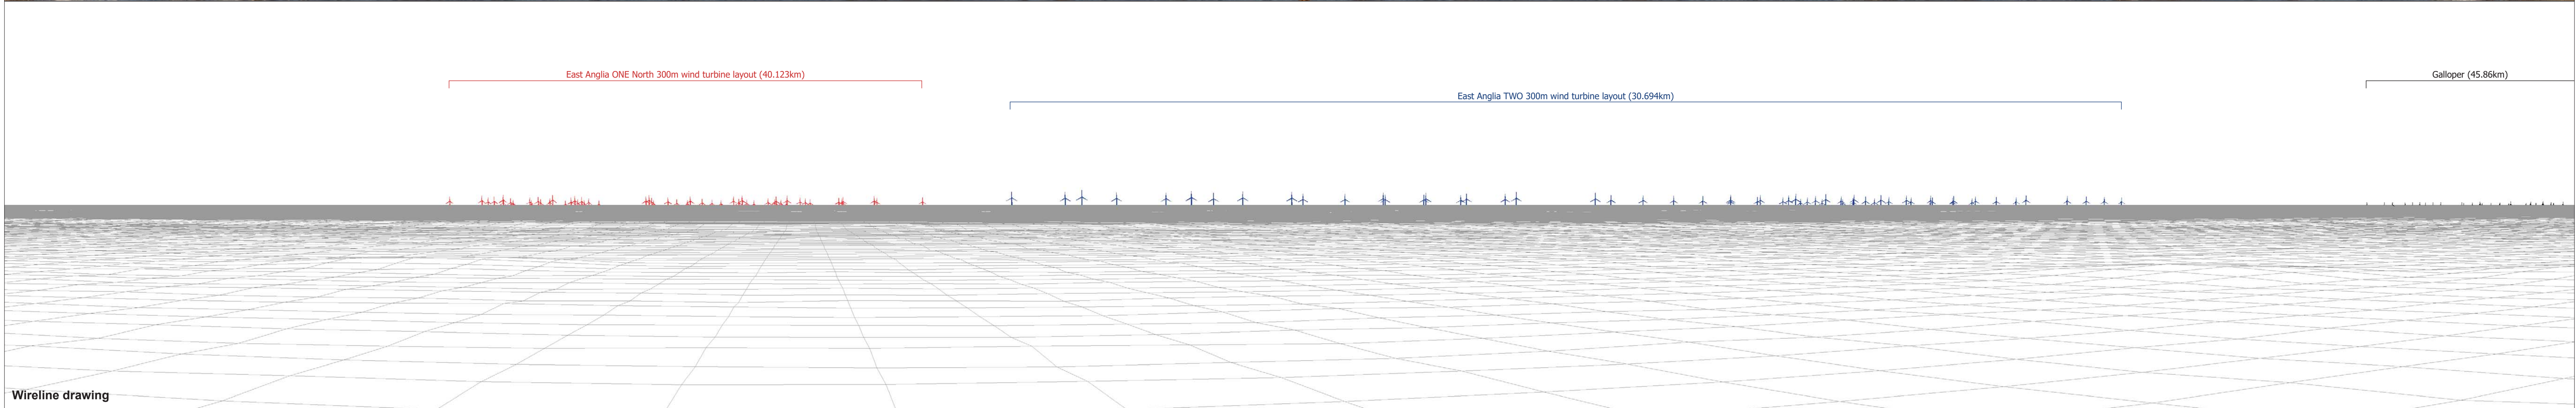 East Anglia ONE North 300m wind turbine layout (40.123km)
Galloper (45.86km)
East Anglia TWO 300m wind turbine layout (30.694km)
Wireline drawing